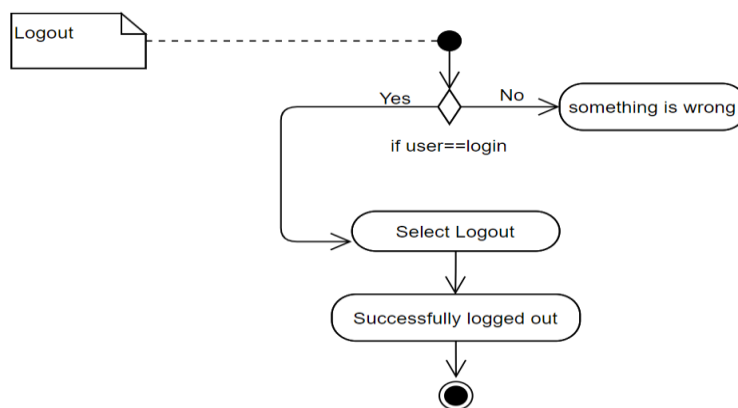 Logout
Yes
No
something is wrong
if user==login
Select Logout
Successfully logged out